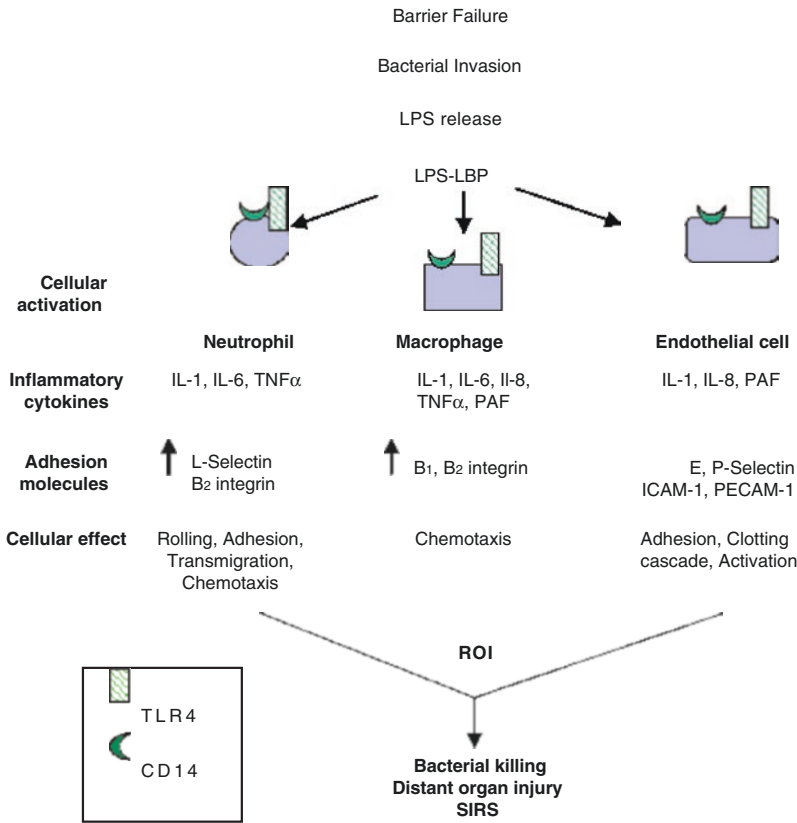 Barrier Failure
Bacterial Invasion
LPS release
LPS-LBP
Cellular
activation
Neutrophil
Macrophage
Endothelial cell
Inflammatory
cytokines
IL-1, IL-6, TNFα
IL-1, IL-6, Il-8,
TNFα, PAF
IL-1, IL-8, PAF
Adhesion
molecules
L-Selectin
B2 integrin
B1, B2 integrin
E, P-Selectin
ICAM-1, PECAM-1
Cellular effect
Rolling, Adhesion,
Transmigration,
Chemotaxis
Chemotaxis
Adhesion, Clotting
cascade, Activation
ROI
TLR4
CD14
Bacterial killing
Distant organ injury
SIRS